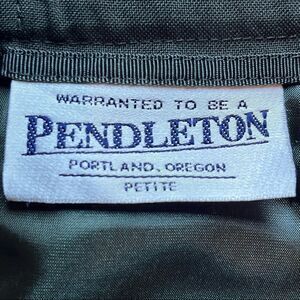 WARRANTED TO BE A
PENDLETON
PORTLAND, OREGON
PETITE